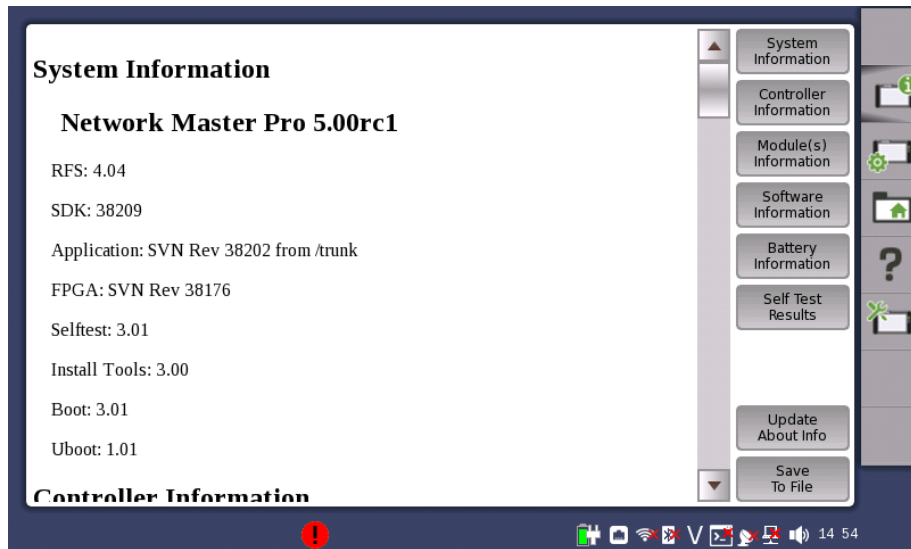 System Information
Network Master Pro 5.00rc1
RFS: 4.04
SDK: 38209
Application: SVN Rev 38202 from /trunk
FPGA: SVN Rev 38176
Selftest: 3.01
Install Tools: 3.00
Boot: 3.01
Uboot: 1.01
Controller Information
System
Information
Controller
Information
Module(s)
Information
Software
Information
Battery
Information
Self Test
Results
Update
About Info
Save
To File
14 54